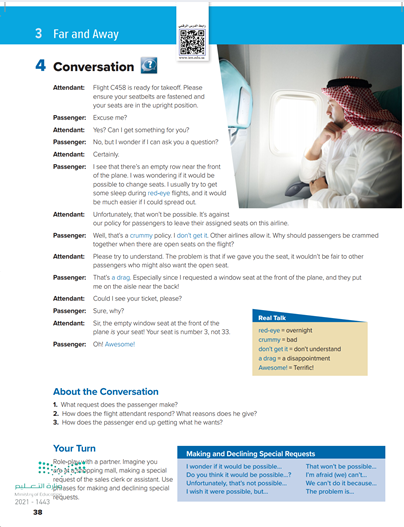 3 Far and Away
رابط الدرس الرقمي
www.ien.edu.sa
4 Conversation
Attendant: Flight C458 is ready for takeoff. Please
ensure your seatbelts are fastened and
your seats are in the upright position.
Passenger: Excuse me?
Attendant: Yes? Can I get something for you?
Passenger: No, but I wonder if I can ask you a question?
Attendant: Certainly.
Passenger: I see that there's an empty row near the front
of the plane. I was wondering if it would be
possible to change seats. I usually try to get
some sleep during red-eye flights, and it would
be much easier if I could spread out.
Attendant: Unfortunately, that won't be possible. It's against
our policy for passengers to leave their assigned seats on this airline.
Passenger: Well, that's a crummy policy. I don't get it. Other airlines allow it. Why should passengers be crammed
together when there are open seats on the flight?
Attendant: Please try to understand. The problem is that if we gave you the seat, it wouldn't be fair to other
passengers who might also want the open seat.
Passenger: That's a drag. Especially since I requested a window seat at the front of the plane, and they put
me on the aisle near the back!
Attendant: Could I see your ticket, please?
Passenger: Sure, why?
Attendant: Sir, the empty window seat at the front of the
plane is your seat! Your seat is number 3, not 33.
Passenger: Oh! Awesome!
Real Talk
red-eye = overnight
crummy = bad
don't get it = don't understand
a drag = a disappointment
Awesome! = Terrific!
About the Conversation
1. What request does the passenger make?
2. How does the flight attendant respond? What reasons does he give?
3. How does the passenger end up getting what he wants?
Your Turn
Role-play with a partner. Imagine you
are at a shopping mall, making a special
request of the sales clerk or assistant. Use
phrases for making and declining special
requests.
Making and Declining Special Requests
I wonder if it would be possible...
Do you think it would be possible...?
Unfortunately, that's not possible...
I wish it were possible, but...
That won't be possible...
I'm afraid (we) can't...
We can't do it because...
The problem is...
وزارة التعليم
Ministry of Education
2021 - 1443
38